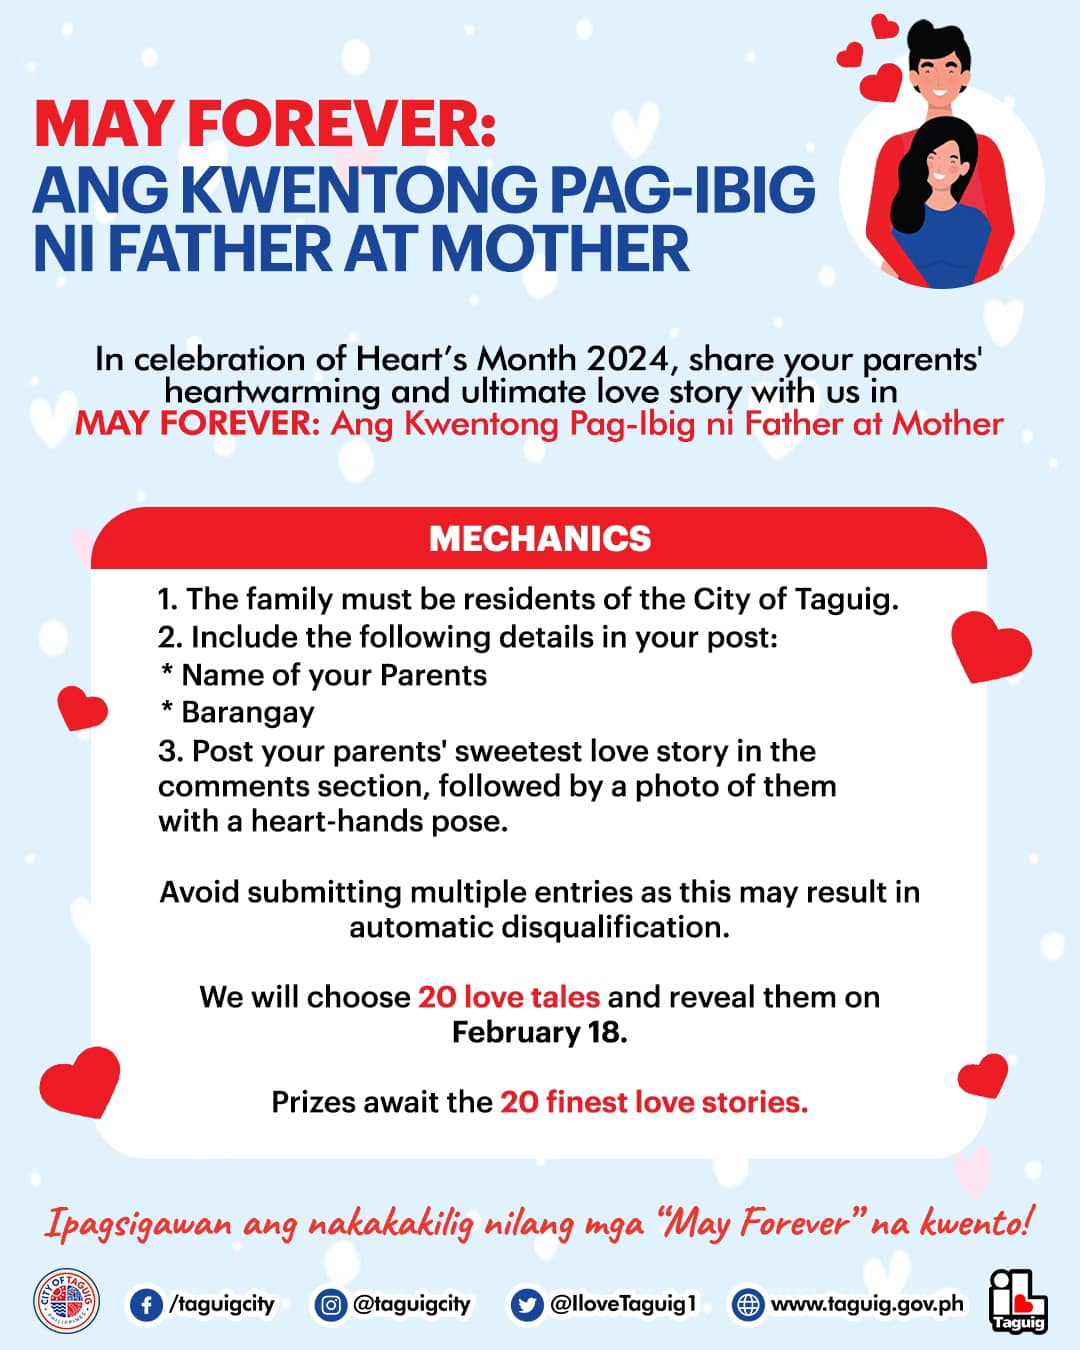 MAY FOREVER:
ANG KWENTONG PAG-IBIG
NI FATHER AT MOTHER
In celebration of Heart's Month 2024, share your parents'
heartwarming and ultimate love story with us in
MAY FOREVER: Ang Kwentong Pag-Ibig ni Father at Mother
MECHANICS
1. The family must be residents of the City of Taguig.
2. Include the following details in your post:
* Name of your Parents
* Barangay
3. Post your parents' sweetest love story in the
comments section, followed by a photo of them
with a heart-hands pose.
Avoid submitting multiple entries as this may result in
automatic disqualification.
We will choose 20 love tales and reveal them on
February 18.
Prizes await the 20 finest love stories.
Ipagsigawan ang nakakakilig nilang mga “May Forever” na kwento!
CITY OF TAGUIG
PHILIPPINES
/taguigcity
@taguigcity
@IloveTaguig1
www.taguig.gov.ph
iL
Taguig